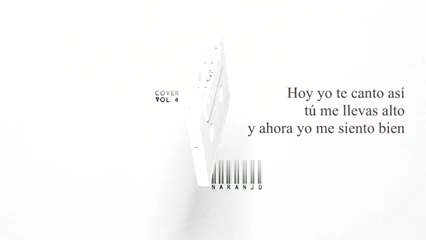 COVER
VOL. 4
Hoy yo te canto así
tú me llevas alto
y ahora yo me siento bien
NARANJO